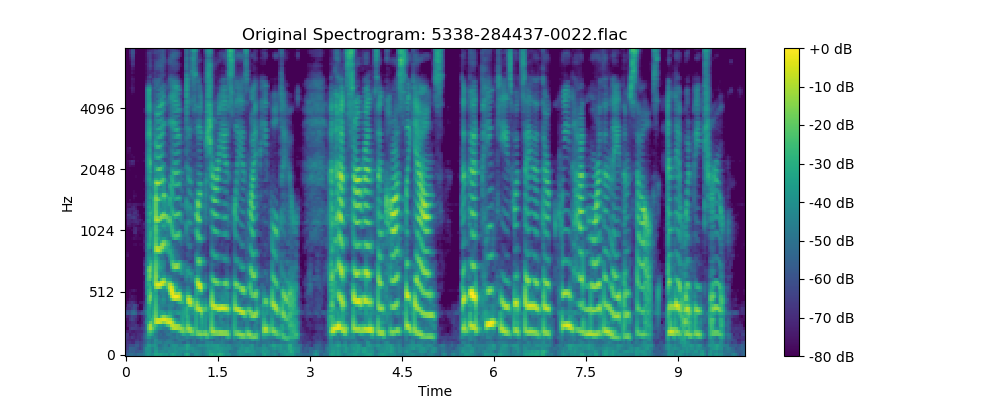 Original Spectrogram: 5338-284437-0022.flac
Hz
4096
2048
1024
512
0
0 1.5 3 4.5 6 7.5 9
Time
+0 dB
-10 dB
-20 dB
-30 dB
-40 dB
-50 dB
-60 dB
-70 dB
-80 dB